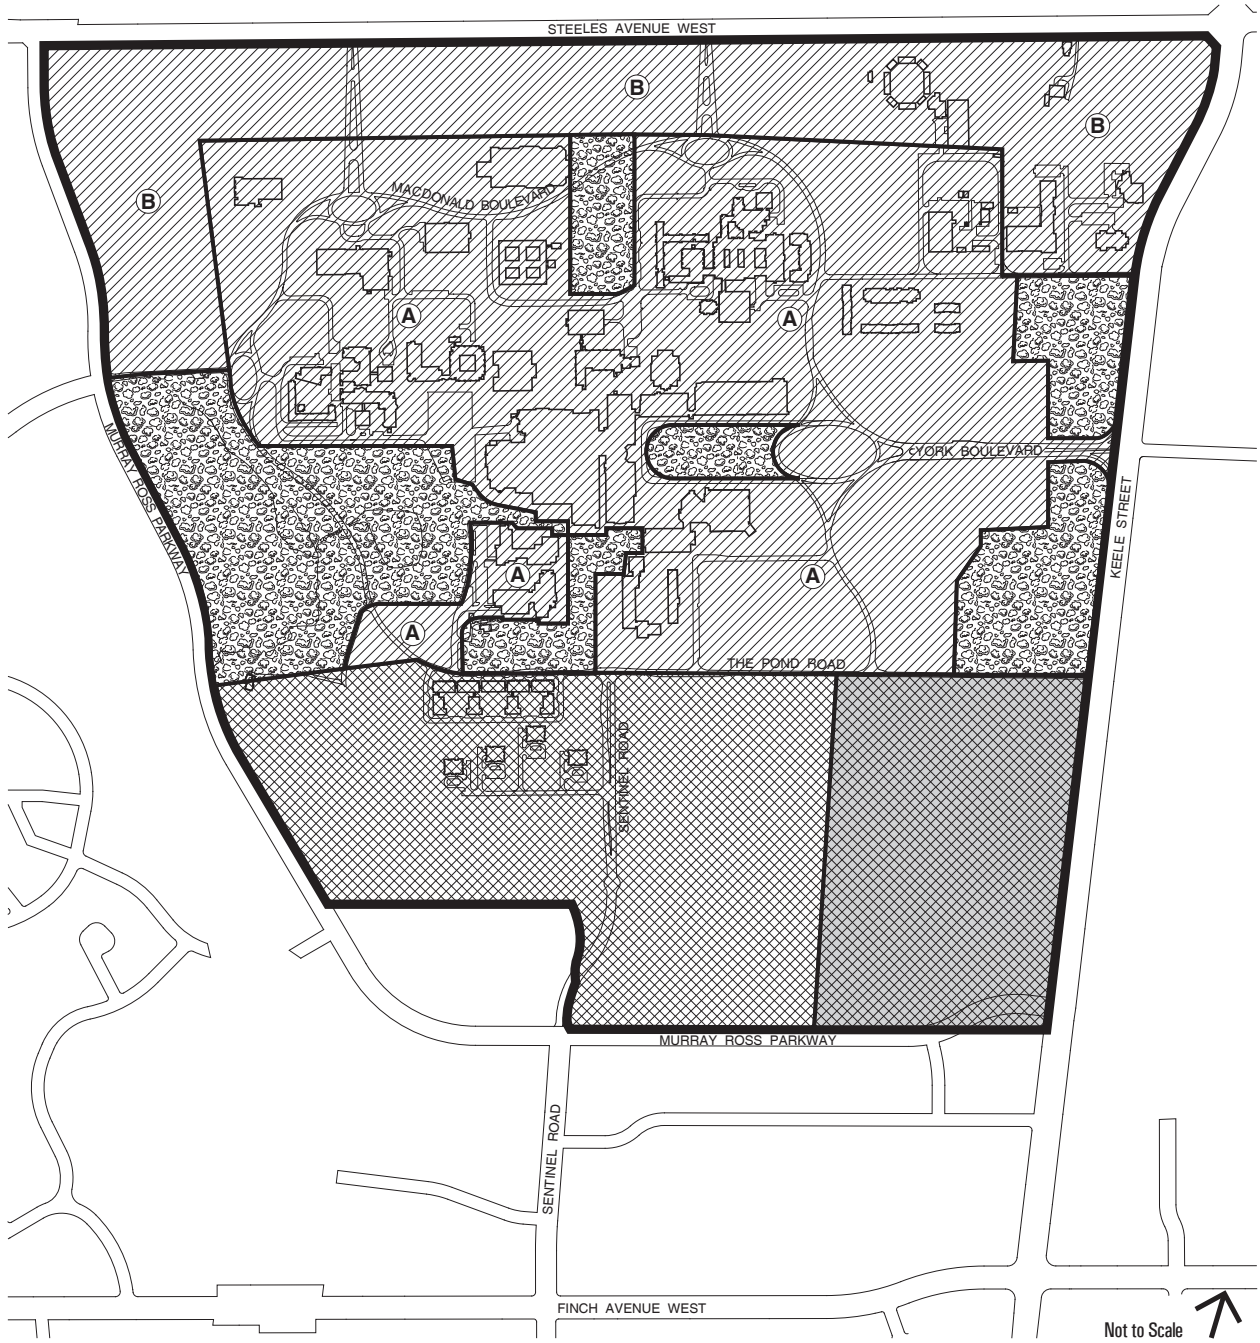 STEELES AVENUE WEST
B
B
B
MACDONALD BOULEVARD
A
A
YORK BOULEVARD
MURRAY ROSS PARKWAY
KEELE STREET
A
A
A
THE POND ROAD
SENTINEL ROAD
MURRAY ROSS PARKWAY
SENTINEL ROAD
FINCH AVENUE WEST
Not to Scale